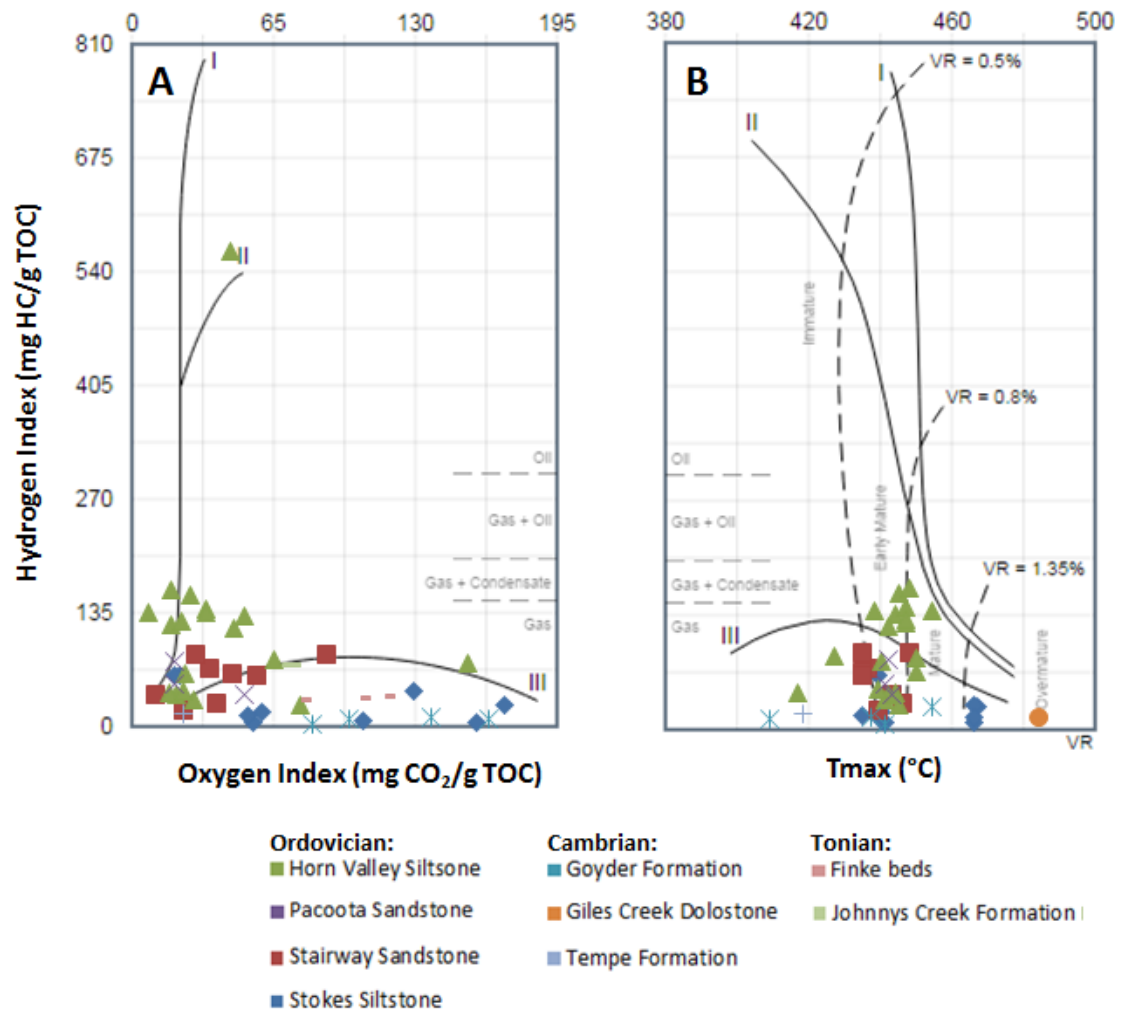 0 65 130 195
810
675
540
405
270
135
0
A
I
II
III
Oil
Gas + Oil
Gas + Condensate
Gas
Hydrogen Index (mg HC/g TOC)
Oxygen Index (mg CO₂/g TOC)
380 420 460 500
B
I
VR = 0.5%
II
Immature
VR = 0.8%
Oil
Gas + Oil
Early Mature
VR = 1.35%
Gas + Condensate
Gas
III
Mature
Overmature
VR
Tmax (°C)
Ordovician:
Horn Valley Siltsone
Pacoota Sandstone
Stairway Sandstone
Stokes Siltstone
Cambrian:
Goyder Formation
Giles Creek Dolostone
Tempe Formation
Tonian:
Finke beds
Johnnys Creek Formation